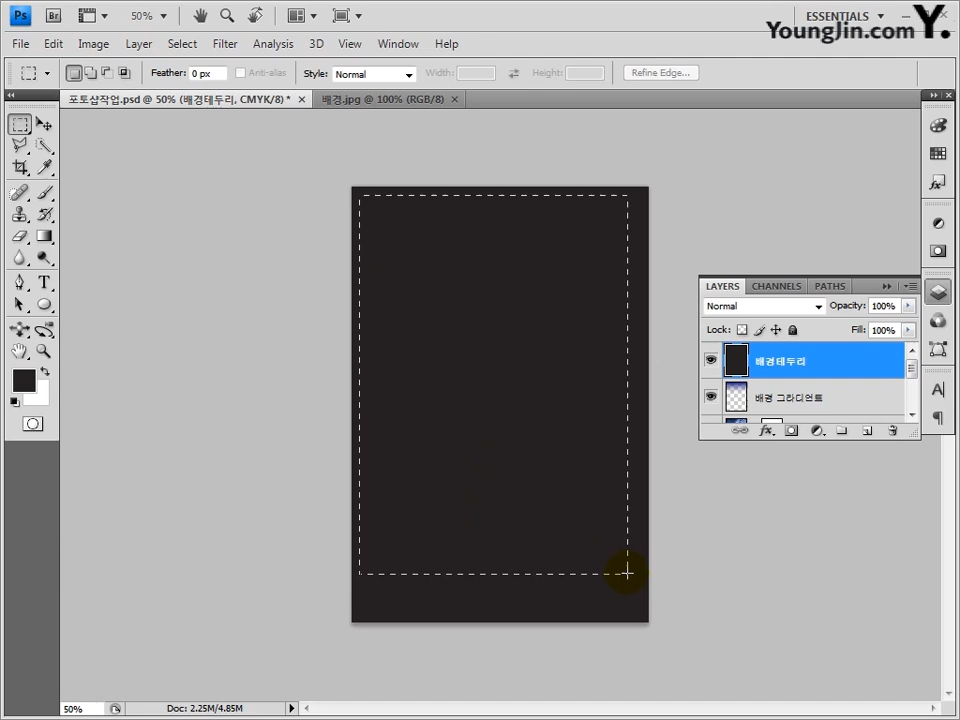 Ps Br 50% ESSENTIALS
YoungJin.com Y.
File Edit Image Layer Select Filter Analysis 3D View Window Help
Feather: 0 px Anti-alias Style: Normal Width: Height: Refine Edge...
포토샵작업.psd @ 50% (배경테두리, CMYK/8) * 배경.jpg @ 100% (RGB/8)
LAYERS CHANNELS PATHS
Normal Opacity: 100%
Lock: Fill: 100%
배경테두리
배경 그라디언트
50% Doc: 2.25M/4.85M